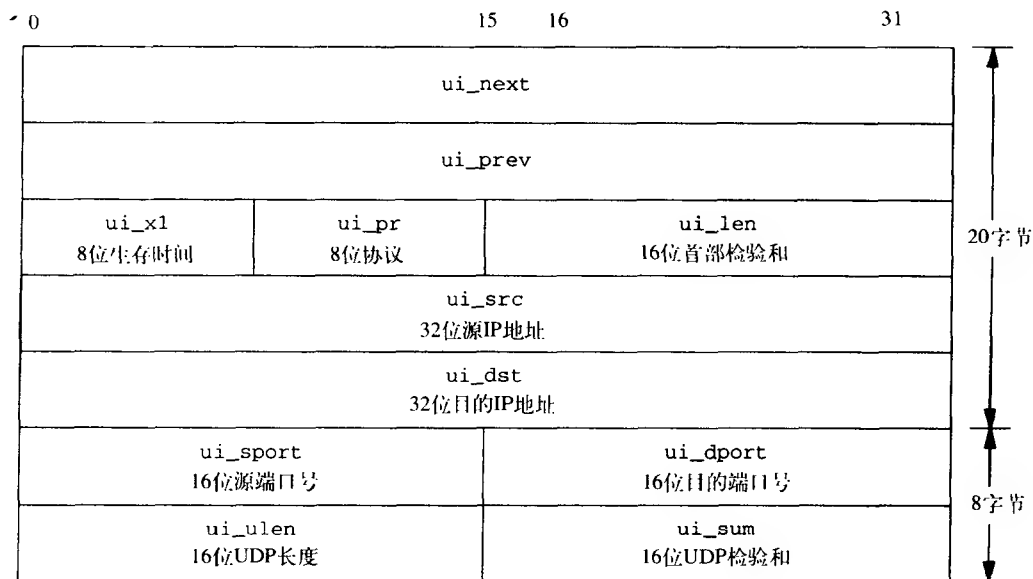 0 15 16 31
ui_next
ui_prev
ui_x1 ui_pr ui_len
8位生存时间 8位协议 16位首部检验和
20字节
ui_src
32位源IP地址
ui_dst
32位目的IP地址
ui_sport ui_dport
16位源端口号 16位目的端口号
8字节
ui_ulen ui_sum
16位UDP长度 16位UDP检验和